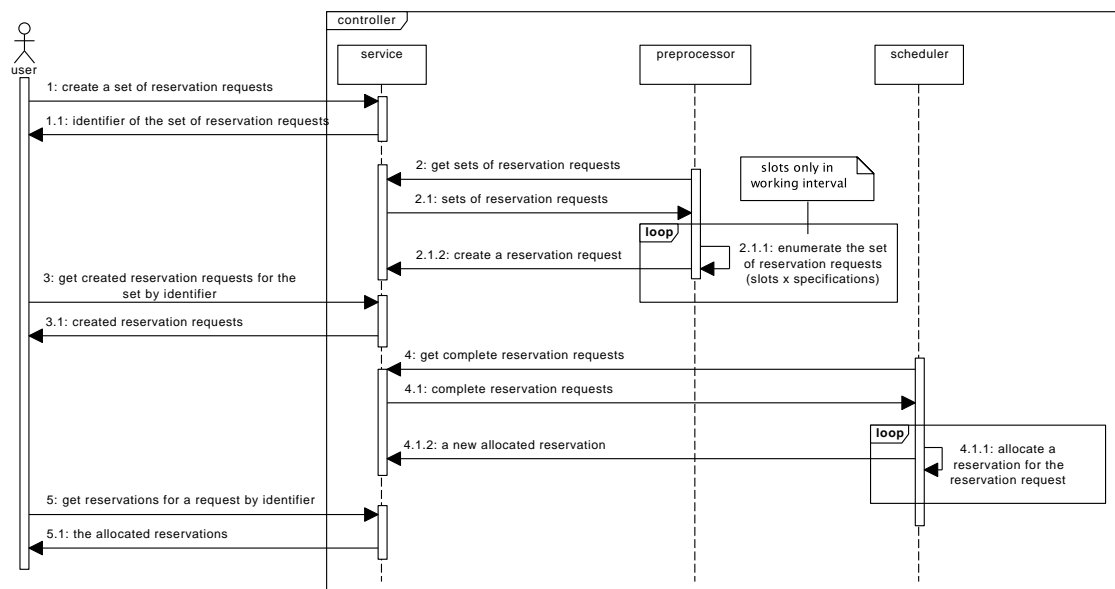 controller
user
service
preprocessor
scheduler
1: create a set of reservation requests
1.1: identifier of the set of reservation requests
2: get sets of reservation requests
slots only in
working interval
2.1: sets of reservation requests
loop
2.1.1: enumerate the set
of reservation requests
(slots x specifications)
2.1.2: create a reservation request
3: get created reservation requests for the
set by identifier
3.1: created reservation requests
4: get complete reservation requests
4.1: complete reservation requests
loop
4.1.1: allocate a
reservation for the
reservation request
4.1.2: a new allocated reservation
5: get reservations for a request by identifier
5.1: the allocated reservations